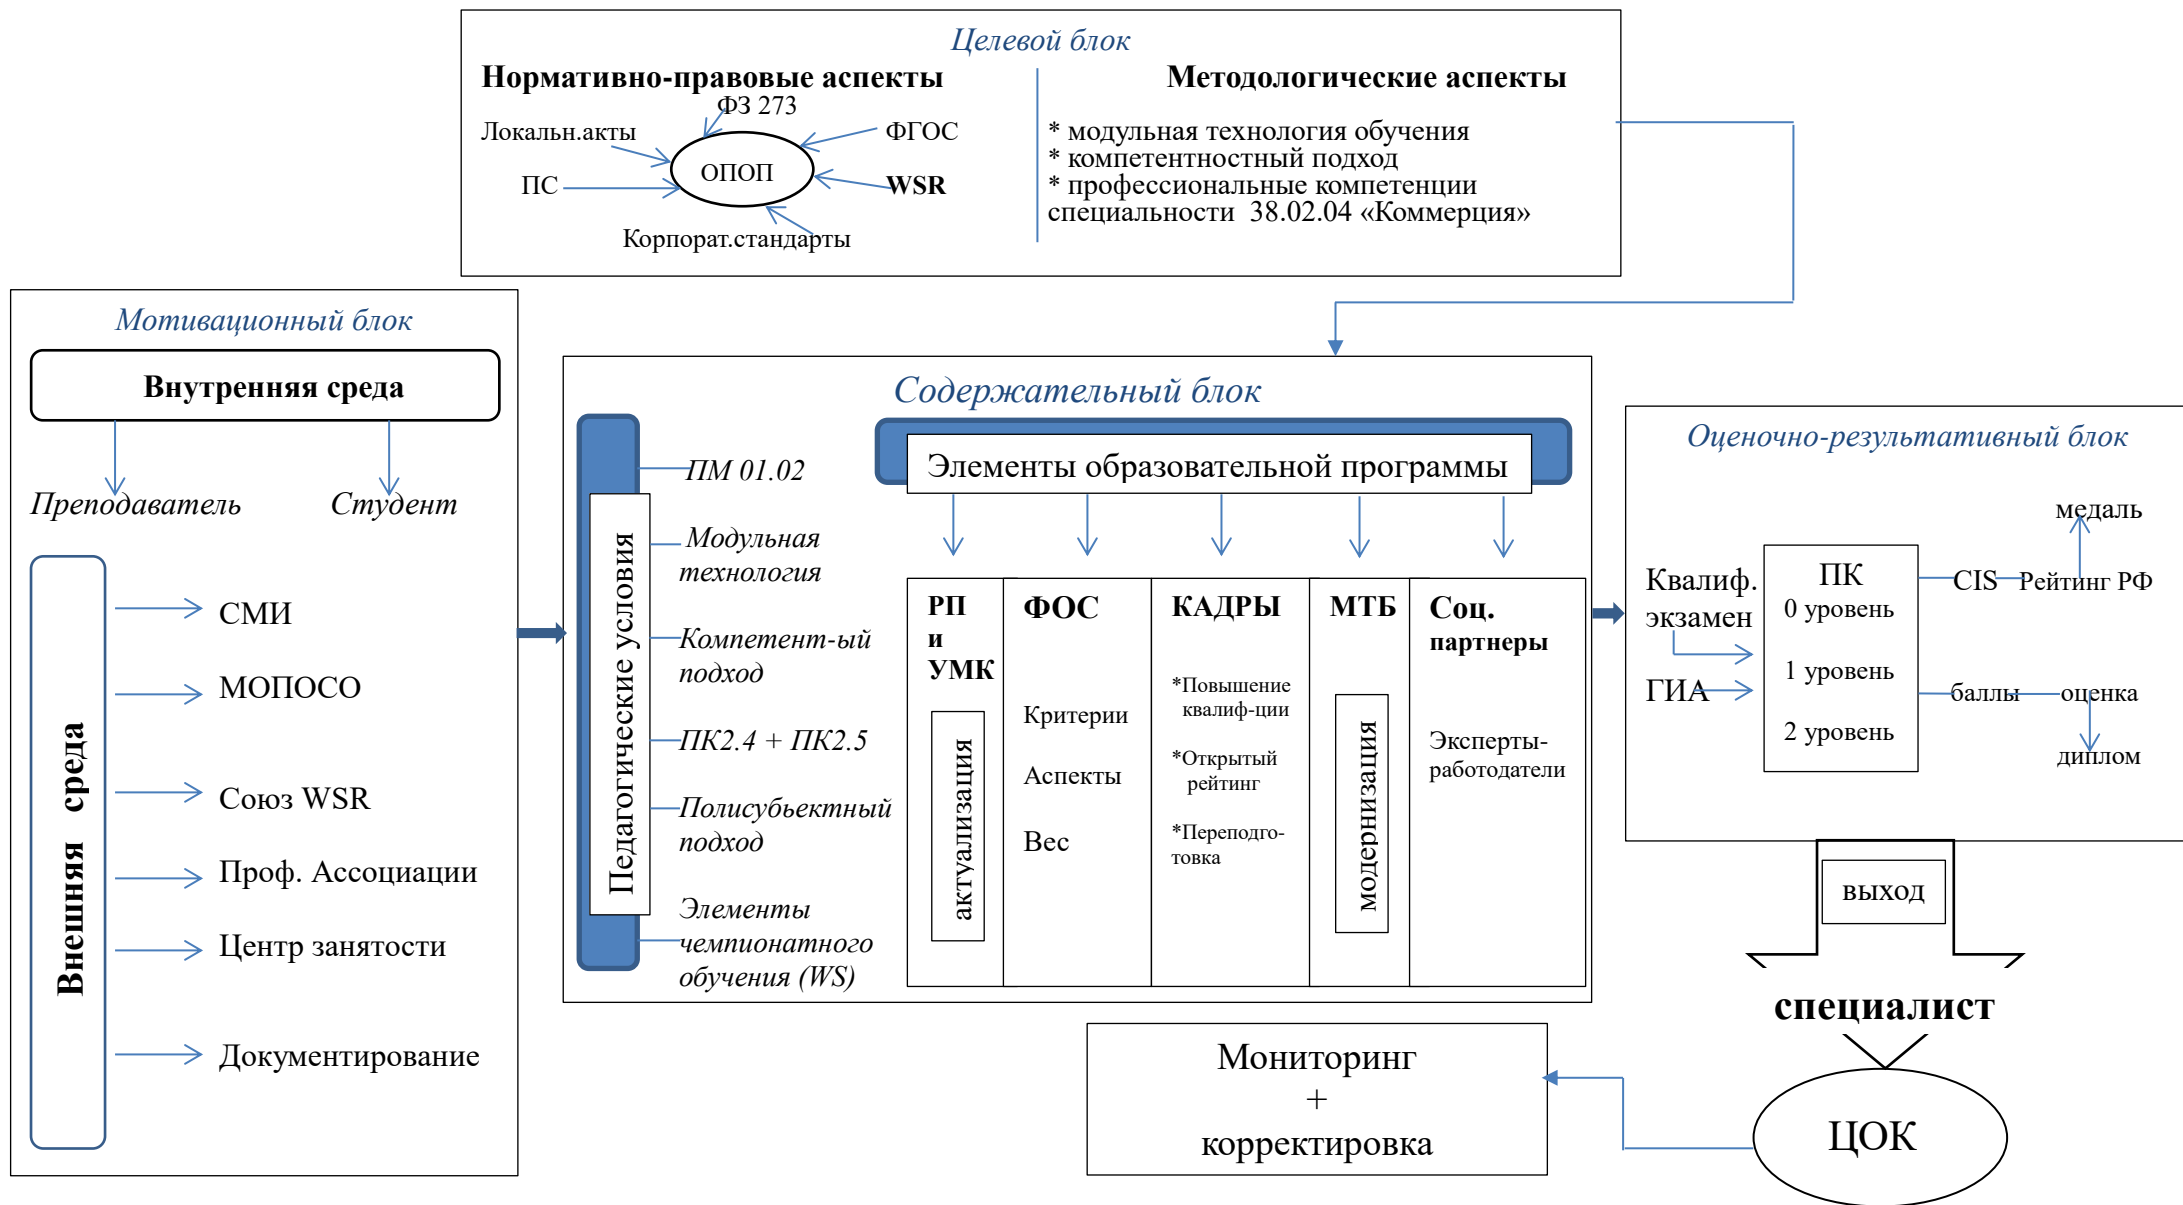 Целевой блок
Нормативно-правовые аспекты
ФЗ 273
Локальн.акты
ФГОС
ОПОП
ПС
WSR
Корпорат.стандарты
Методологические аспекты
* модульная технология обучения
* компетентностный подход
* профессиональные компетенции
специальности 38.02.04 «Коммерция»
Мотивационный блок
Внутренняя среда
Преподаватель
Студент
Внешняя среда
СМИ
МОПОСО
Союз WSR
Проф. Ассоциации
Центр занятости
Документирование
Содержательный блок
Педагогические условия
ПМ 01.02
Модульная
технология
Компетент-ый
подход
ПК2.4 + ПК2.5
Полисубьектный
подход
Элементы
чемпионатного
обучения (WS)
Элементы образовательной программы
РП
и
УМК
актуализация
ФОС
Критерии
Аспекты
Вес
КАДРЫ
*Повышение
квалиф-ции
*Открытый
рейтинг
*Переподго-
товка
МТБ
модернизация
Соц.
партнеры
Эксперты-
работодатели
Оценочно-результативный блок
Квалиф.
экзамен
ГИА
ПК
0 уровень
1 уровень
2 уровень
медаль
CIS
Рейтинг РФ
баллы
оценка
диплом
выход
специалист
ЦОК
Мониторинг
+
корректировка